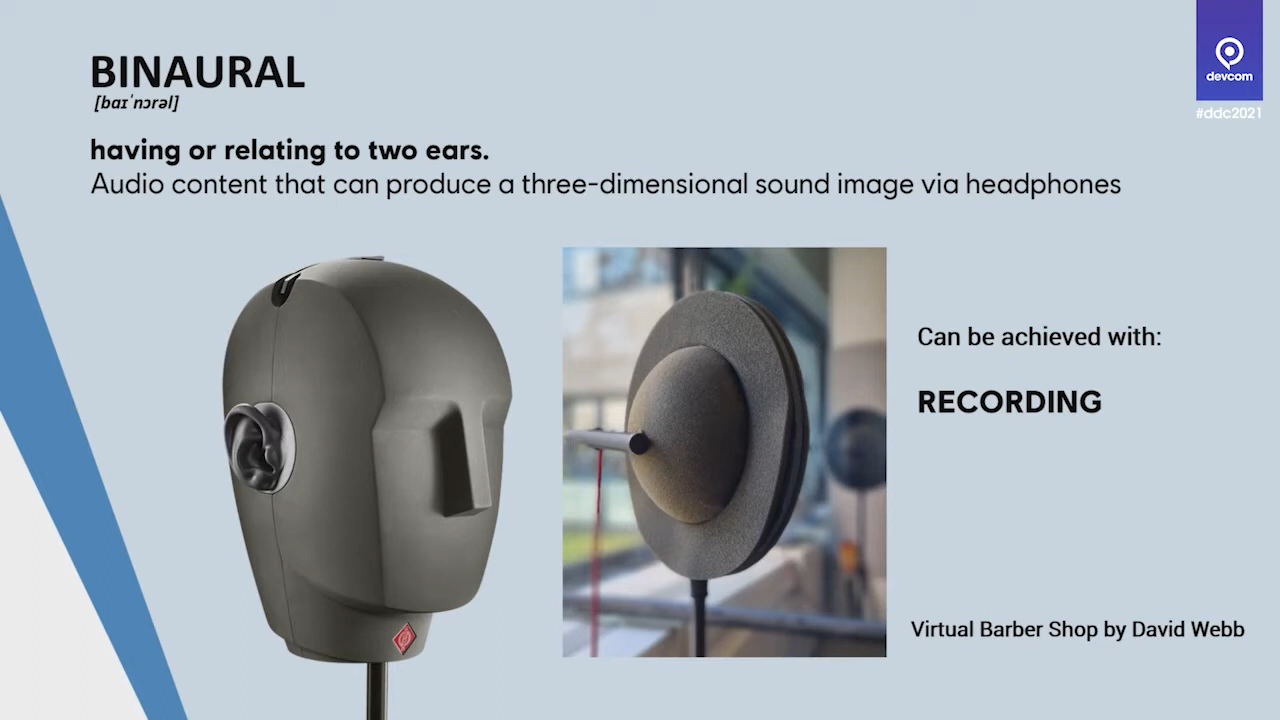 BINAURAL
[baɪˈnɔrəl]
having or relating to two ears.
Audio content that can produce a three-dimensional sound image via headphones
Can be achieved with:
RECORDING
Virtual Barber Shop by David Webb
devcom
#ddc2021